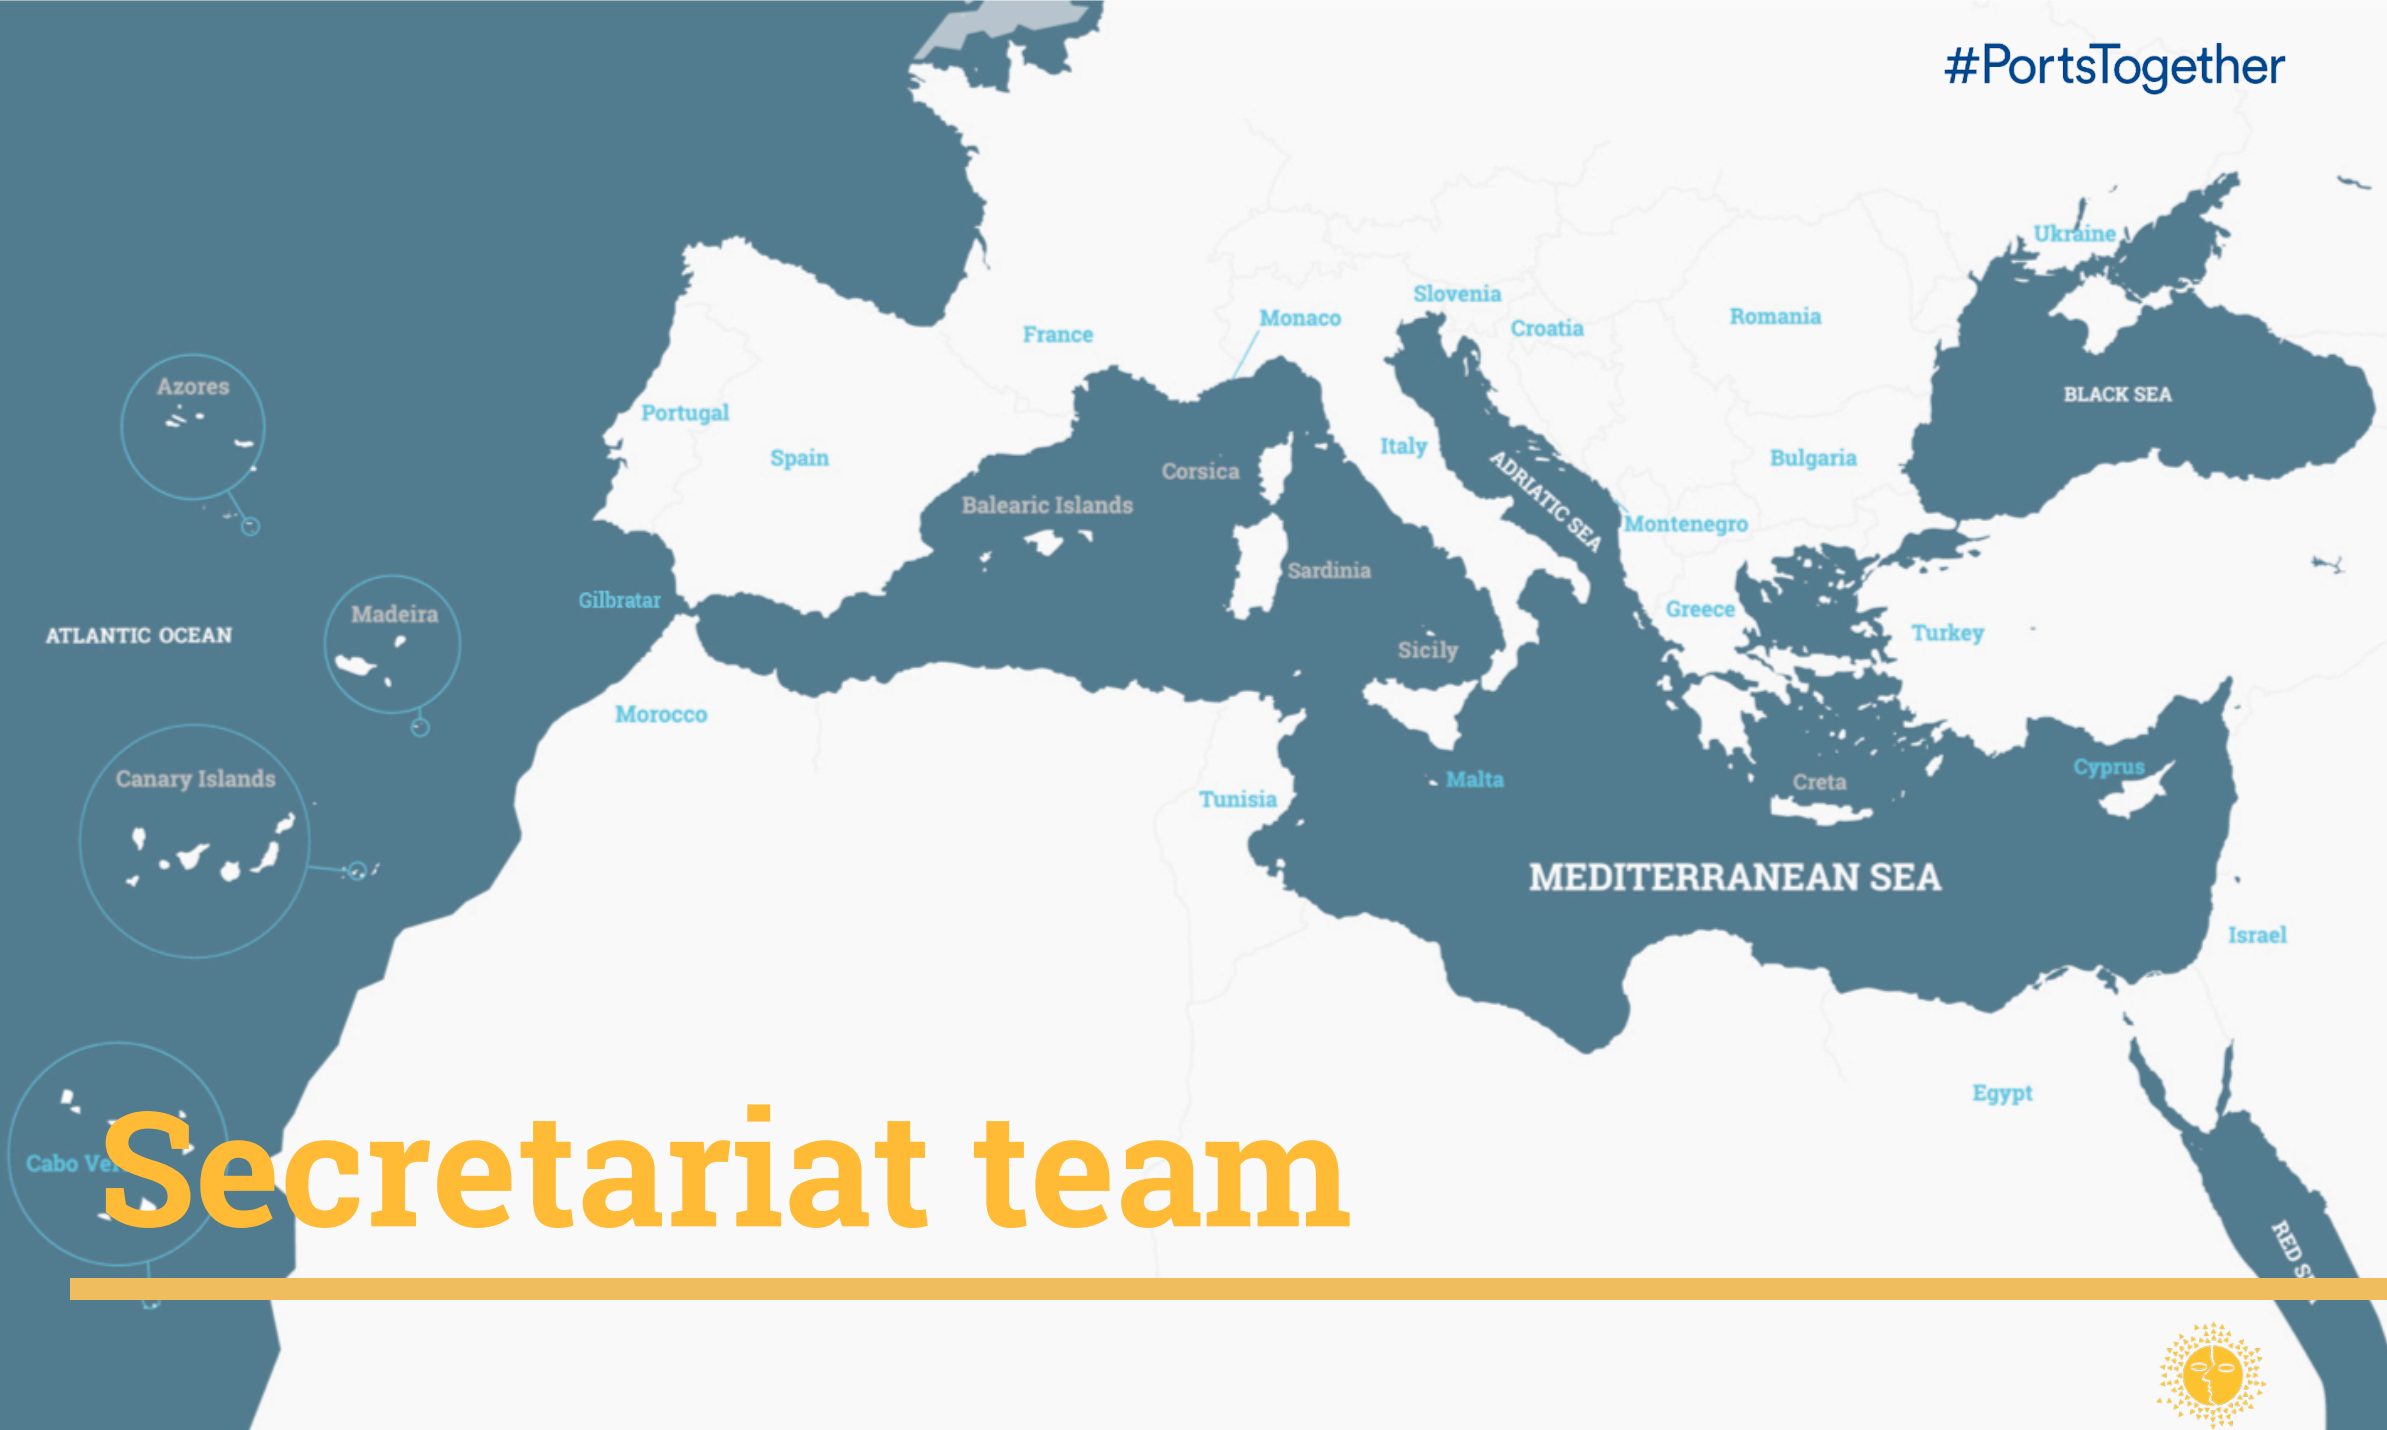 #PortsTogether
Ukraine
Slovenia
Monaco
Croatia
Romania
France
Azores
BLACK SEA
Portugal
Italy
Spain
Bulgaria
Corsica
Balearic Islands
ADRIATIC SEA
Montenegro
Sardinia
Gilbratar
Madeira
Greece
ATLANTIC OCEAN
Turkey
Sicily
Morocco
Canary Islands
Cyprus
Malta
Creta
Tunisia
MEDITERRANEAN SEA
Israel
Egypt
Cabo
Secretariat team
RED